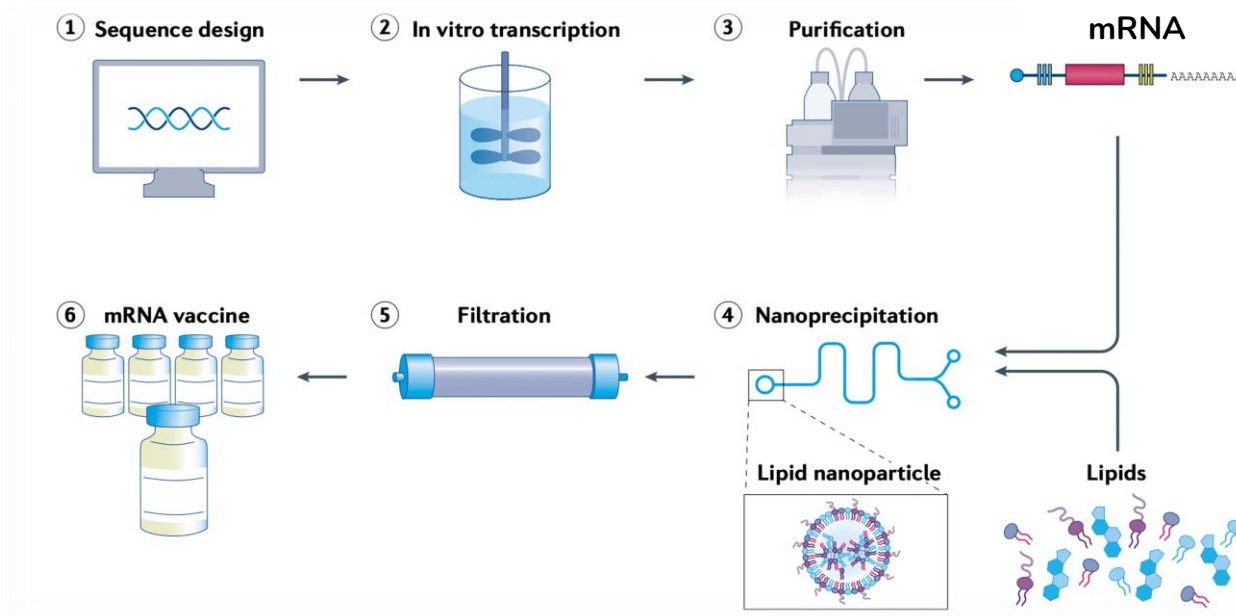 1 Sequence design
2 In vitro transcription
3 Purification
mRNA
AAAAAAAAA
6 mRNA vaccine
5 Filtration
4 Nanoprecipitation
Lipid nanoparticle
Lipids